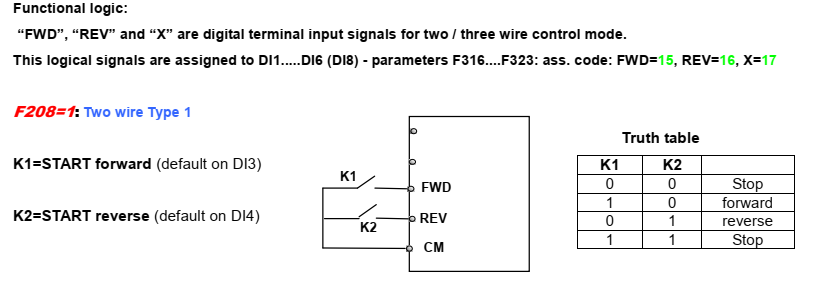 Functional logic:
“FWD”, “REV” and “X” are digital terminal input signals for two / three wire control mode.
This logical signals are assigned to DI1.....DI6 (DI8) - parameters F316....F323: ass. code: FWD=15, REV=16, X=17
F208=1: Two wire Type 1
K1=START forward (default on DI3)
K2=START reverse (default on DI4)
K1
FWD
REV
K2
CM
Truth table
K1 K2
0 0 Stop
1 0 forward
0 1 reverse
1 1 Stop